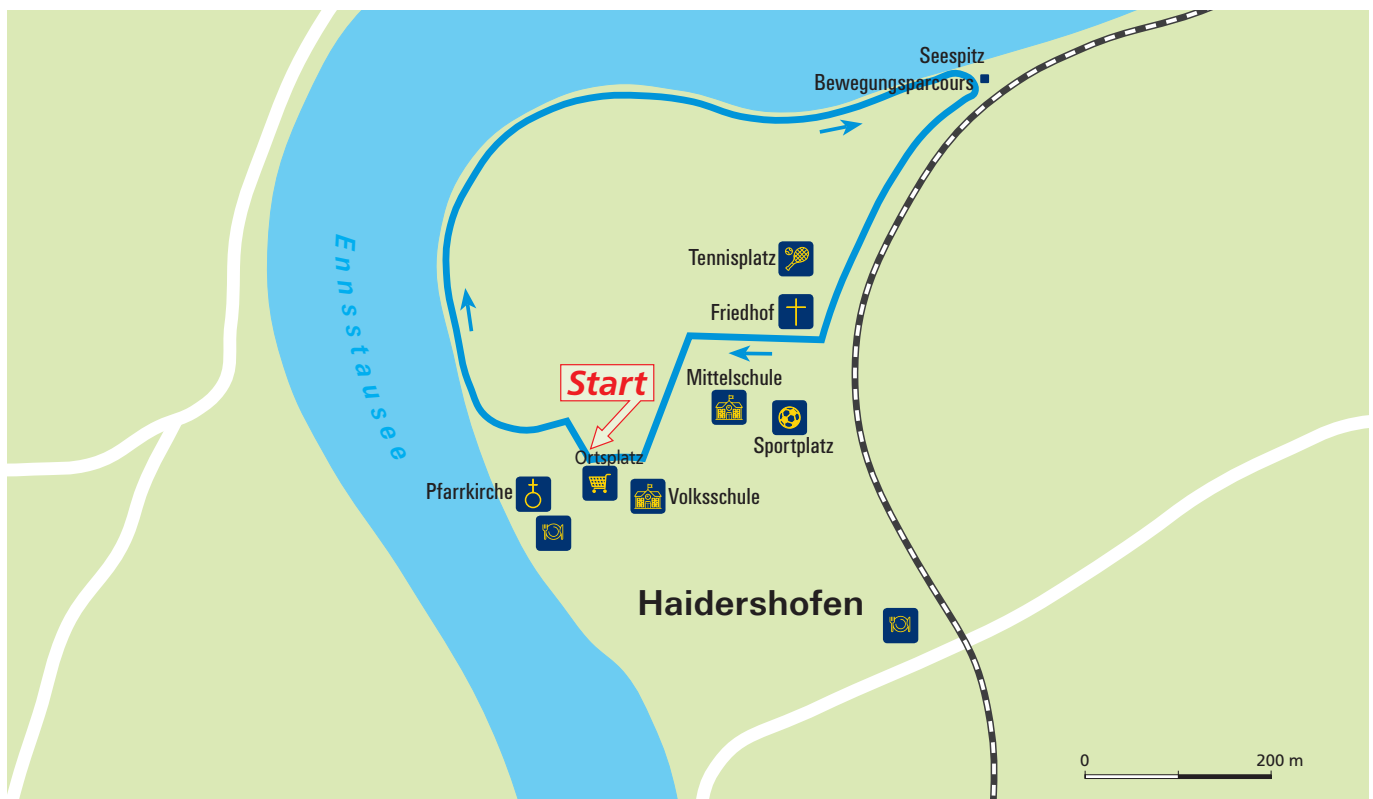 Seespitz
Bewegungsparcours
Ennsstausee
Tennisplatz
Friedhof
Start
Mittelschule
Sportplatz
Ortsplatz
Pfarrkirche
Volksschule
Haidershofen
0 200 m